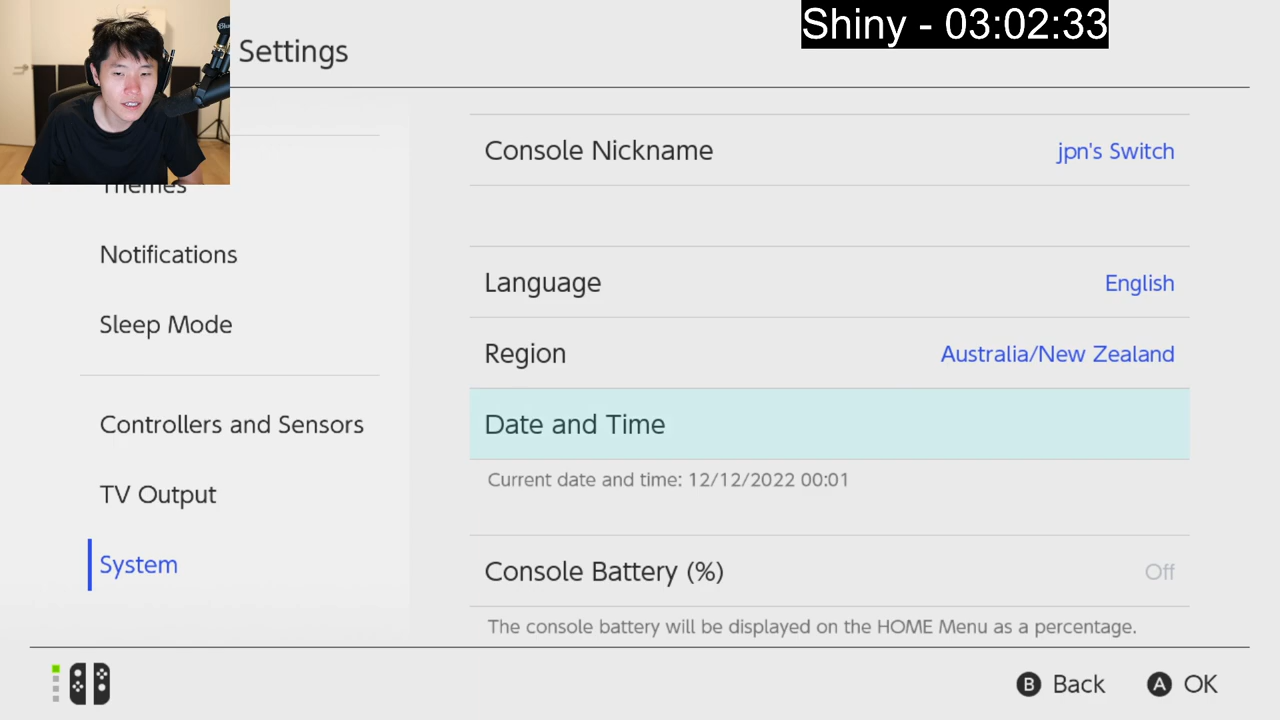 Shiny - 03:02:33
Settings
Themes
Notifications
Sleep Mode
Controllers and Sensors
TV Output
System
Console Nickname jpn's Switch
Language English
Region Australia/New Zealand
Date and Time
Current date and time: 12/12/2022 00:01
Console Battery (%) Off
The console battery will be displayed on the HOME Menu as a percentage.
B Back A OK